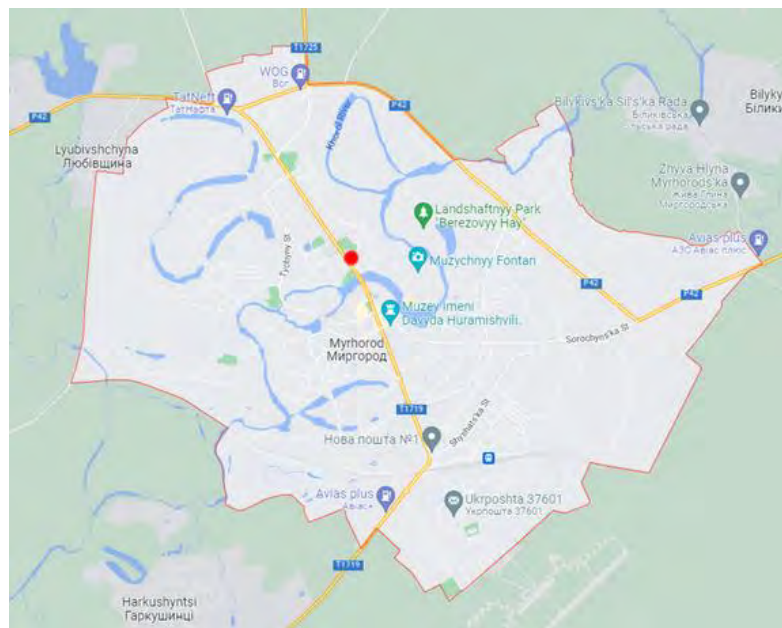 T1725
WOG
Вог
TatNeft
ТатНафта
P42
P42
Bilykivs'ka Sil's'ka Rada
Біликівська
сільська рада
Bilyky
Білики
Khorol River
Lyubivshchyna
Любівщина
Zhyva Hlyna
Myrhorods'ka
Жива Глина
Миргородська
Landshaftnyy Park
"Berezovyy Hay"
Tychyny St
Avias plus
АЗС Авіас плюс
Muzychnyy Fontan
P42
P42
Muzey imeni
Davyda Huramishvili.
Sorochyns'ka St
Myrhorod
Миргород
T1719
Shyshats'ka St
Нова пошта №1
Avias plus
Авіас+
Ukrposhta 37601
Укрпошта 37601
T1719
Harkushyntsi
Гаркушинці